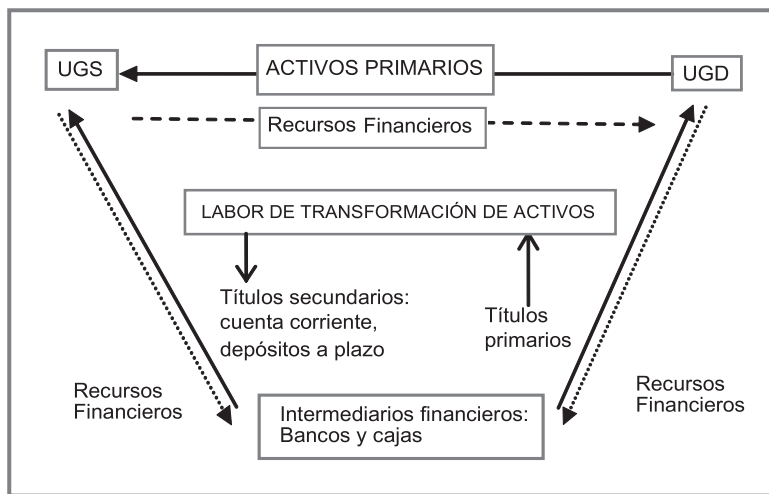 UGS
ACTIVOS PRIMARIOS
UGD
Recursos Financieros
LABOR DE TRANSFORMACIÓN DE ACTIVOS
Títulos secundarios:
cuenta corriente,
depósitos a plazo
Títulos
primarios
Recursos
Financieros
Intermediarios financieros:
Bancos y cajas
Recursos
Financieros